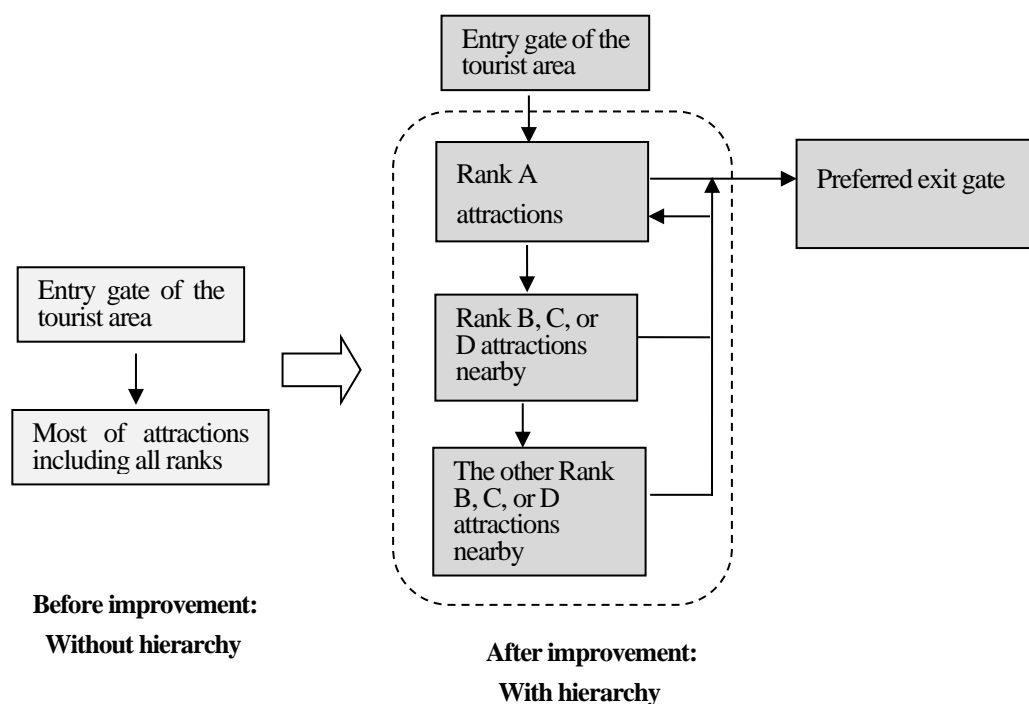 Entry gate of the
tourist area
Rank A
attractions
Preferred exit gate
Rank B, C, or
D attractions
nearby
The other Rank
B, C, or D
attractions
nearby
Entry gate of the
tourist area
Most of attractions
including all ranks
Before improvement:
Without hierarchy
After improvement:
With hierarchy